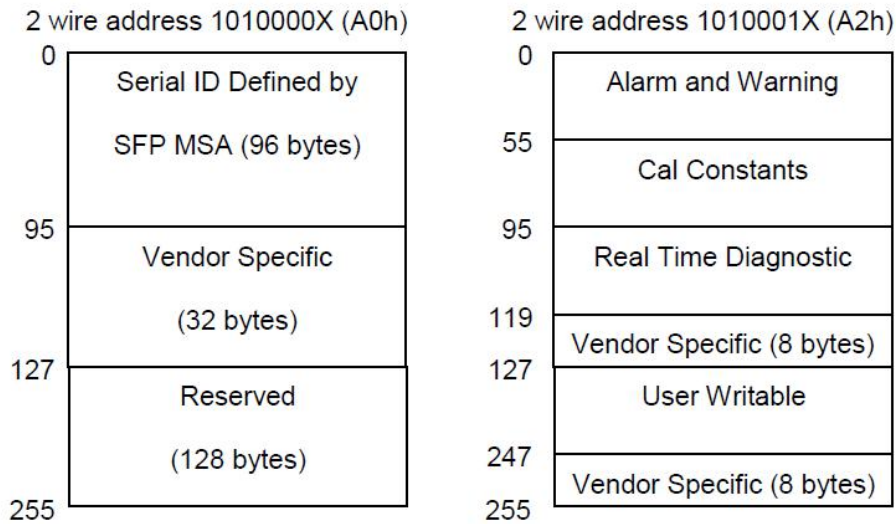 2 wire address 1010000X (A0h)
0
Serial ID Defined by
SFP MSA (96 bytes)
95
Vendor Specific
(32 bytes)
127
Reserved
(128 bytes)
255
2 wire address 1010001X (A2h)
0
Alarm and Warning
55
Cal Constants
95
Real Time Diagnostic
119
Vendor Specific (8 bytes)
127
User Writable
247
Vendor Specific (8 bytes)
255